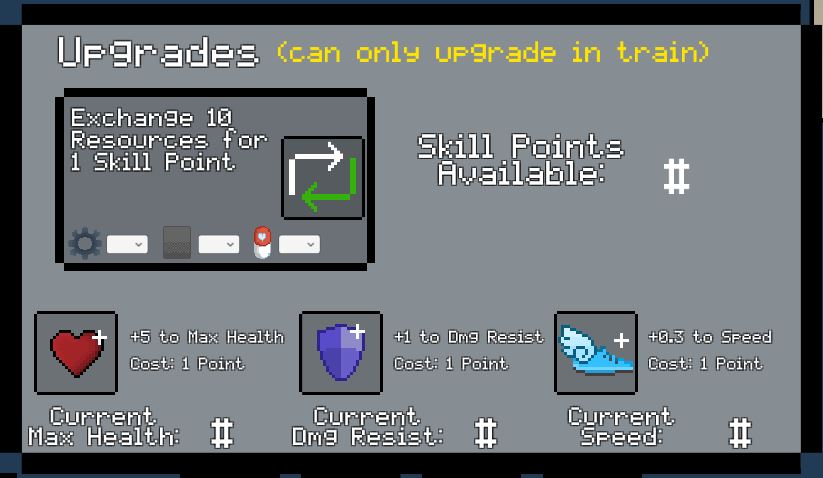 Upgrades (can only upgrade in train)
Exchange 10
Resources for
1 Skill Point
Skill Points
Available: #
+5 to Max Health
Cost: 1 Point
+1 to Dmg Resist
Cost: 1 Point
+0.3 to Speed
Cost: 1 Point
Current
Max Health: #
Current
Dmg Resist: #
Current
Speed: #